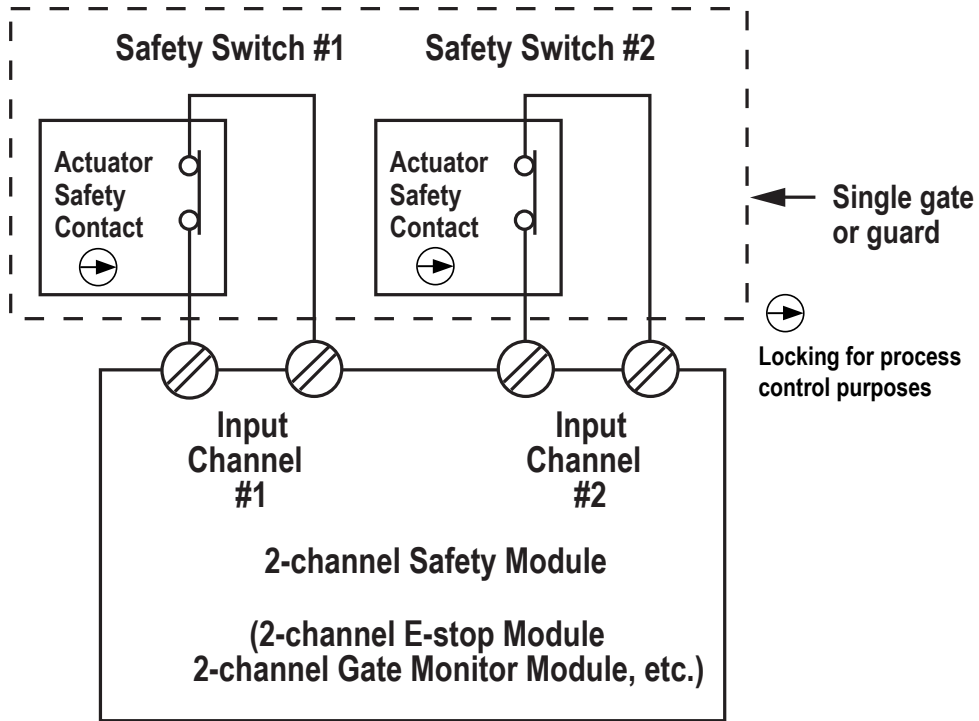 Safety Switch #1
Safety Switch #2
Actuator
Safety
Contact
Actuator
Safety
Contact
Single gate
or guard
Locking for process
control purposes
Input
Channel
#1
Input
Channel
#2
2-channel Safety Module
(2-channel E-stop Module
2-channel Gate Monitor Module, etc.)